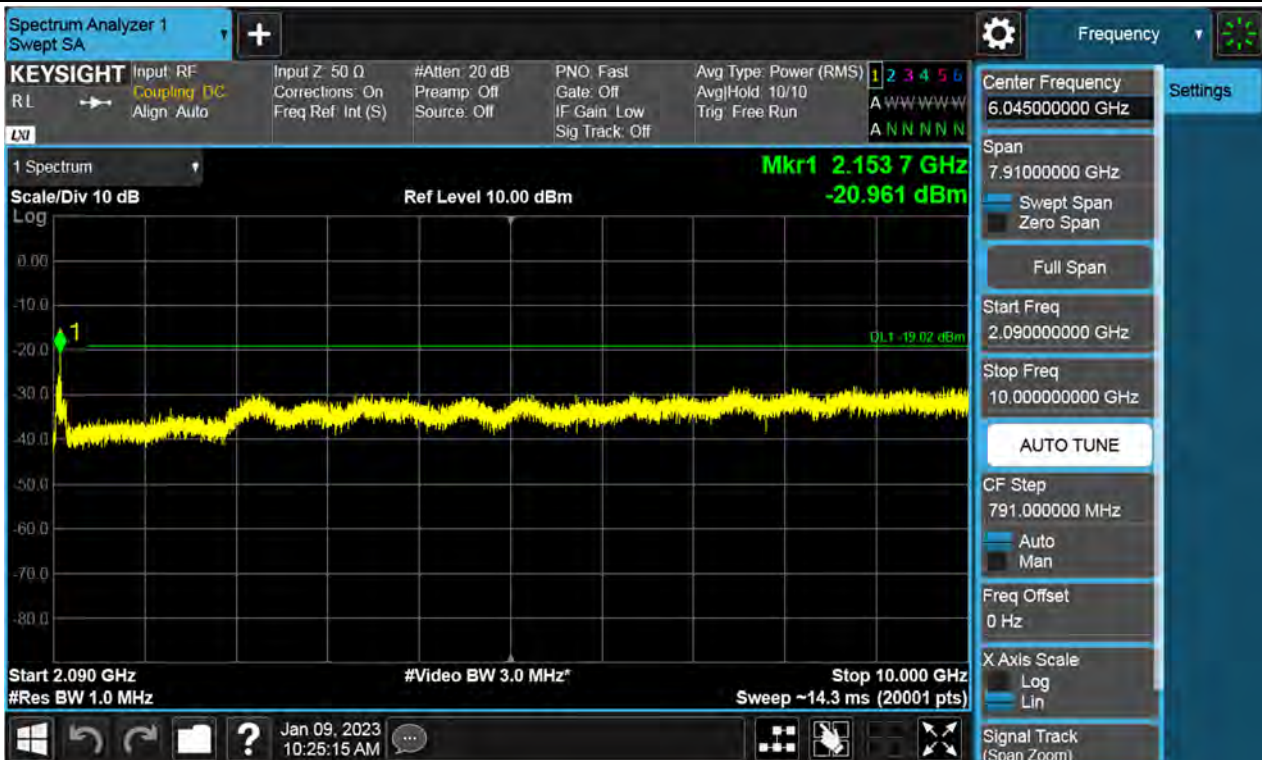 Spectrum Analyzer 1
Swept SA
+
Frequency
KEYSIGHT
RL
LXI
Input: RF
Coupling: DC
Align: Auto
Input Z: 50 Ω
Corrections: On
Freq Ref: Int (S)
#Atten: 20 dB
Preamp: Off
Source: Off
PNO: Fast
Gate: Off
IF Gain: Low
Sig Track: Off
Avg Type: Power (RMS)
Avg|Hold: 10/10
Trig: Free Run
1 2 3 4 5 6
A W W W W W
A N N N N N
Center Frequency
6.045000000 GHz
Settings
Span
7.91000000 GHz
Swept Span
Zero Span
Full Span
Start Freq
2.090000000 GHz
Stop Freq
10.000000000 GHz
AUTO TUNE
CF Step
791.000000 MHz
Auto
Man
Freq Offset
0 Hz
X Axis Scale
Log
Lin
Signal Track
(Span Zoom)
1 Spectrum
Mkr1 2.153 7 GHz
Scale/Div 10 dB
Ref Level 10.00 dBm
-20.961 dBm
Log
0.00
-10.0
1
DL1 -19.02 dBm
-20.0
-30.0
-40.0
-50.0
-60.0
-70.0
-80.0
Start 2.090 GHz
#Video BW 3.0 MHz*
Stop 10.000 GHz
#Res BW 1.0 MHz
Sweep ~14.3 ms (20001 pts)
?
Jan 09, 2023
10:25:15 AM